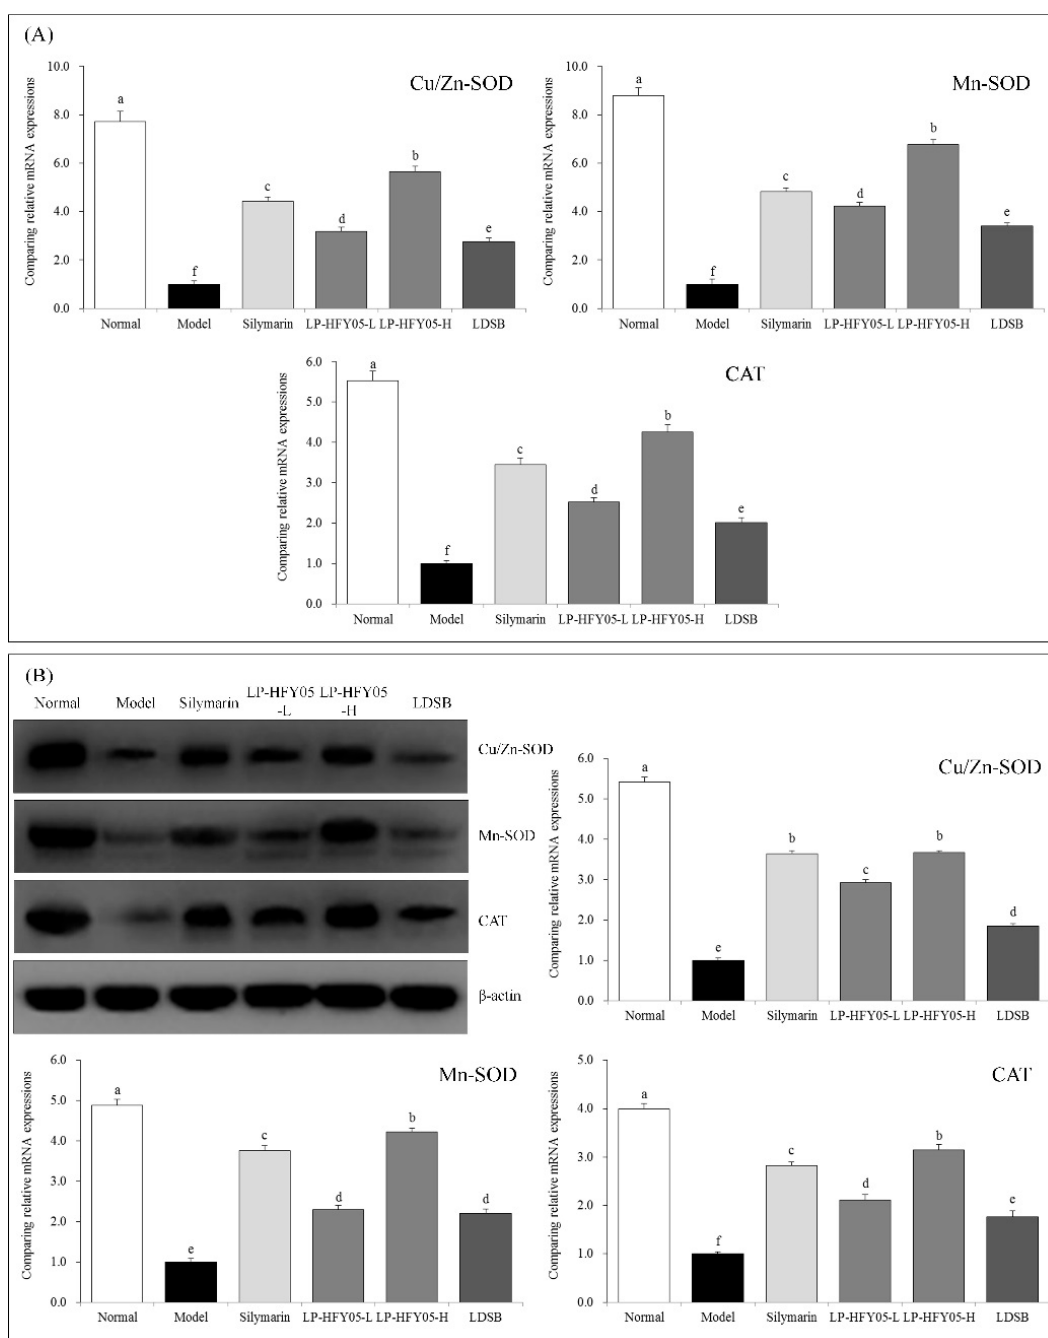 (A)
Cu/Zn-SOD
Comparing relative mRNA expressions
10.0
8.0
6.0
4.0
2.0
0.0
a
f
c
d
b
e
Normal Model Silymarin LP-HFY05-L LP-HFY05-H LDSB
Mn-SOD
Comparing relative mRNA expressions
10.0
8.0
6.0
4.0
2.0
0.0
a
f
c
d
b
e
Normal Model Silymarin LP-HFY05-L LP-HFY05-H LDSB
CAT
Comparing relative mRNA expressions
6.0
5.0
4.0
3.0
2.0
1.0
0.0
a
f
c
d
b
e
Normal Model Silymarin LP-HFY05-L LP-HFY05-H LDSB
(B)
Normal Model Silymarin LP-HFY05 LP-HFY05 LDSB
-L -H
Cu/Zn-SOD
Mn-SOD
CAT
β-actin
Cu/Zn-SOD
Comparing relative mRNA expressions
6.0
5.0
4.0
3.0
2.0
1.0
0.0
a
e
b
c
b
d
Normal Model Silymarin LP-HFY05-L LP-HFY05-H LDSB
Mn-SOD
Comparing relative mRNA expressions
6.0
5.0
4.0
3.0
2.0
1.0
0.0
a
e
c
d
b
d
Normal Model Silymarin LP-HFY05-L LP-HFY05-H LDSB
CAT
Comparing relative mRNA expressions
5.0
4.0
3.0
2.0
1.0
0.0
a
f
c
d
b
e
Normal Model Silymarin LP-HFY05-L LP-HFY05-H LDSB